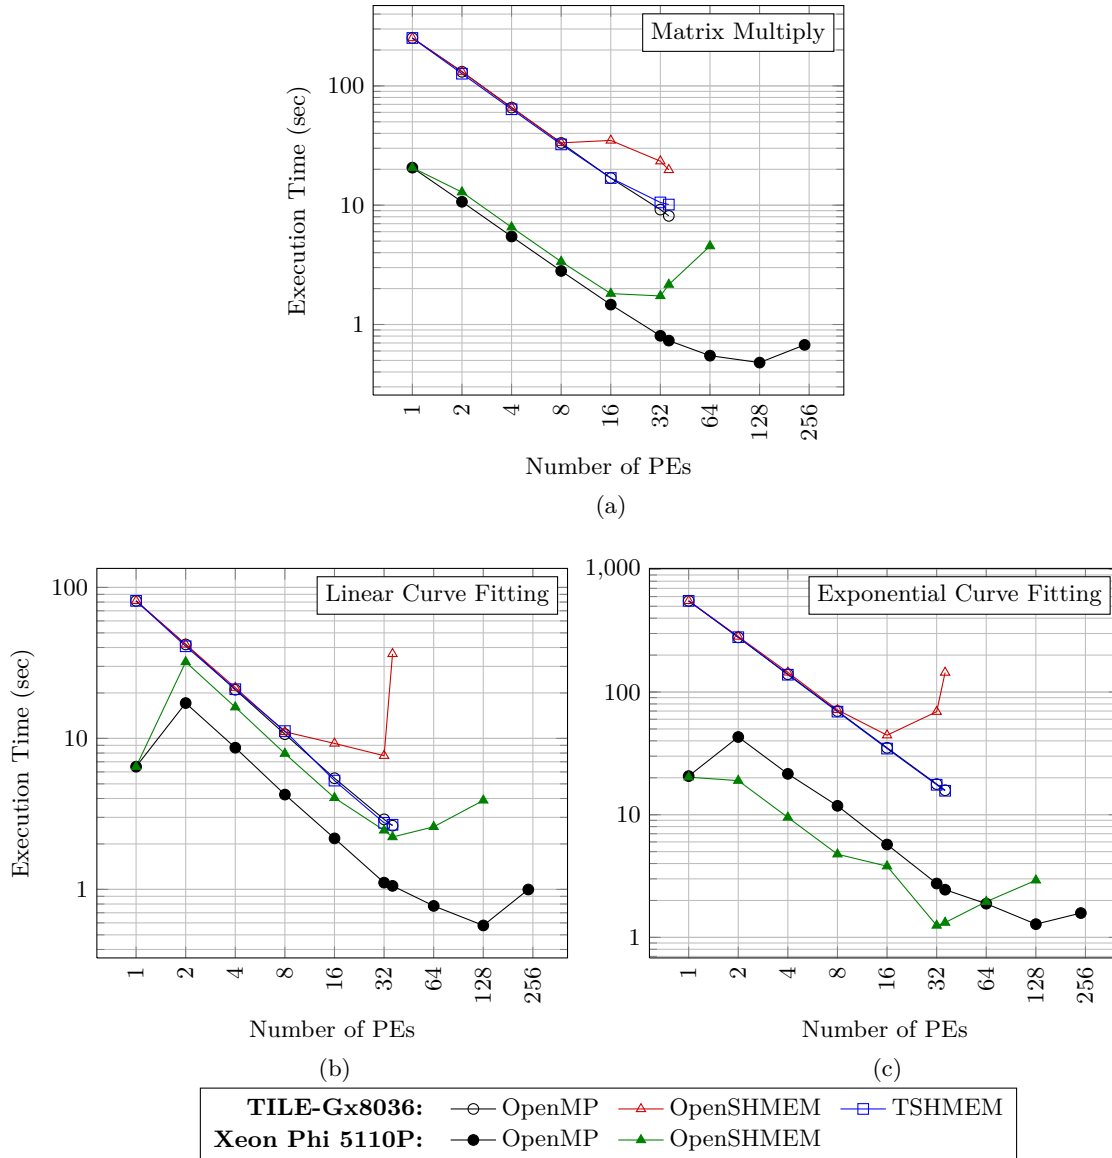 Matrix Multiply
Execution Time (sec)
100
10
1
1 2 4 8 16 32 64 128 256
Number of PEs
(a)
Linear Curve Fitting
Execution Time (sec)
100
10
1
1 2 4 8 16 32 64 128 256
Number of PEs
(b)
Exponential Curve Fitting
1,000
100
10
1
1 2 4 8 16 32 64 128 256
Number of PEs
(c)
TILE-Gx8036: OpenMP OpenSHMEM TSHMEM
Xeon Phi 5110P: OpenMP OpenSHMEM